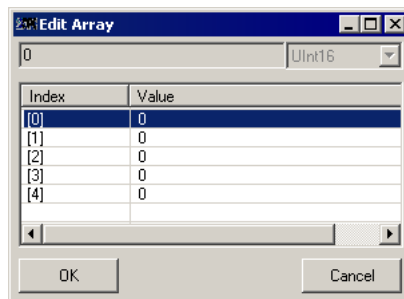 Edit Array
0 UInt16
Index Value
[0] 0
[1] 0
[2] 0
[3] 0
[4] 0
OK Cancel